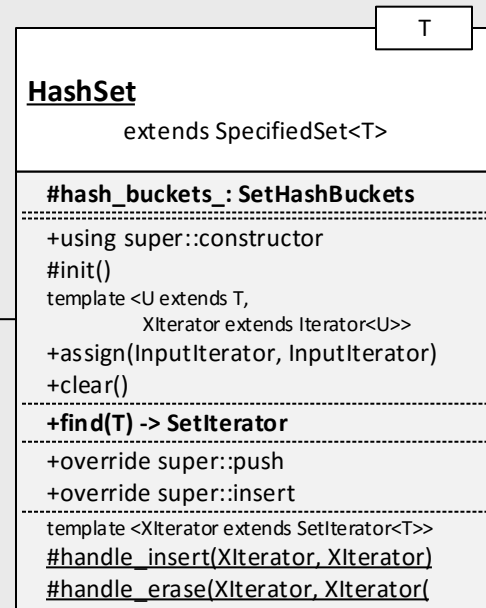 T
HashSet
extends SpecifiedSet<T>
#hash_buckets_: SetHashBuckets
+using super::constructor
#init()
template <U extends T,
XIterator extends Iterator<U>>
+assign(InputIterator, InputIterator)
+clear()
+find(T) -> SetIterator
+override super::push
+override super::insert
template <XIterator extends SetIterator<T>>
#handle_insert(XIterator, XIterator)
#handle_erase(XIterator, XIterator(